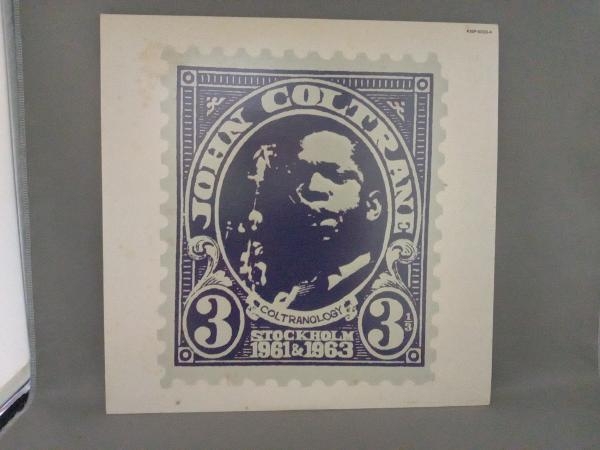 JOHN COLTRANE
COLTRANOLOGY
3
STOCKHOLM
1961&1963
3 1/3